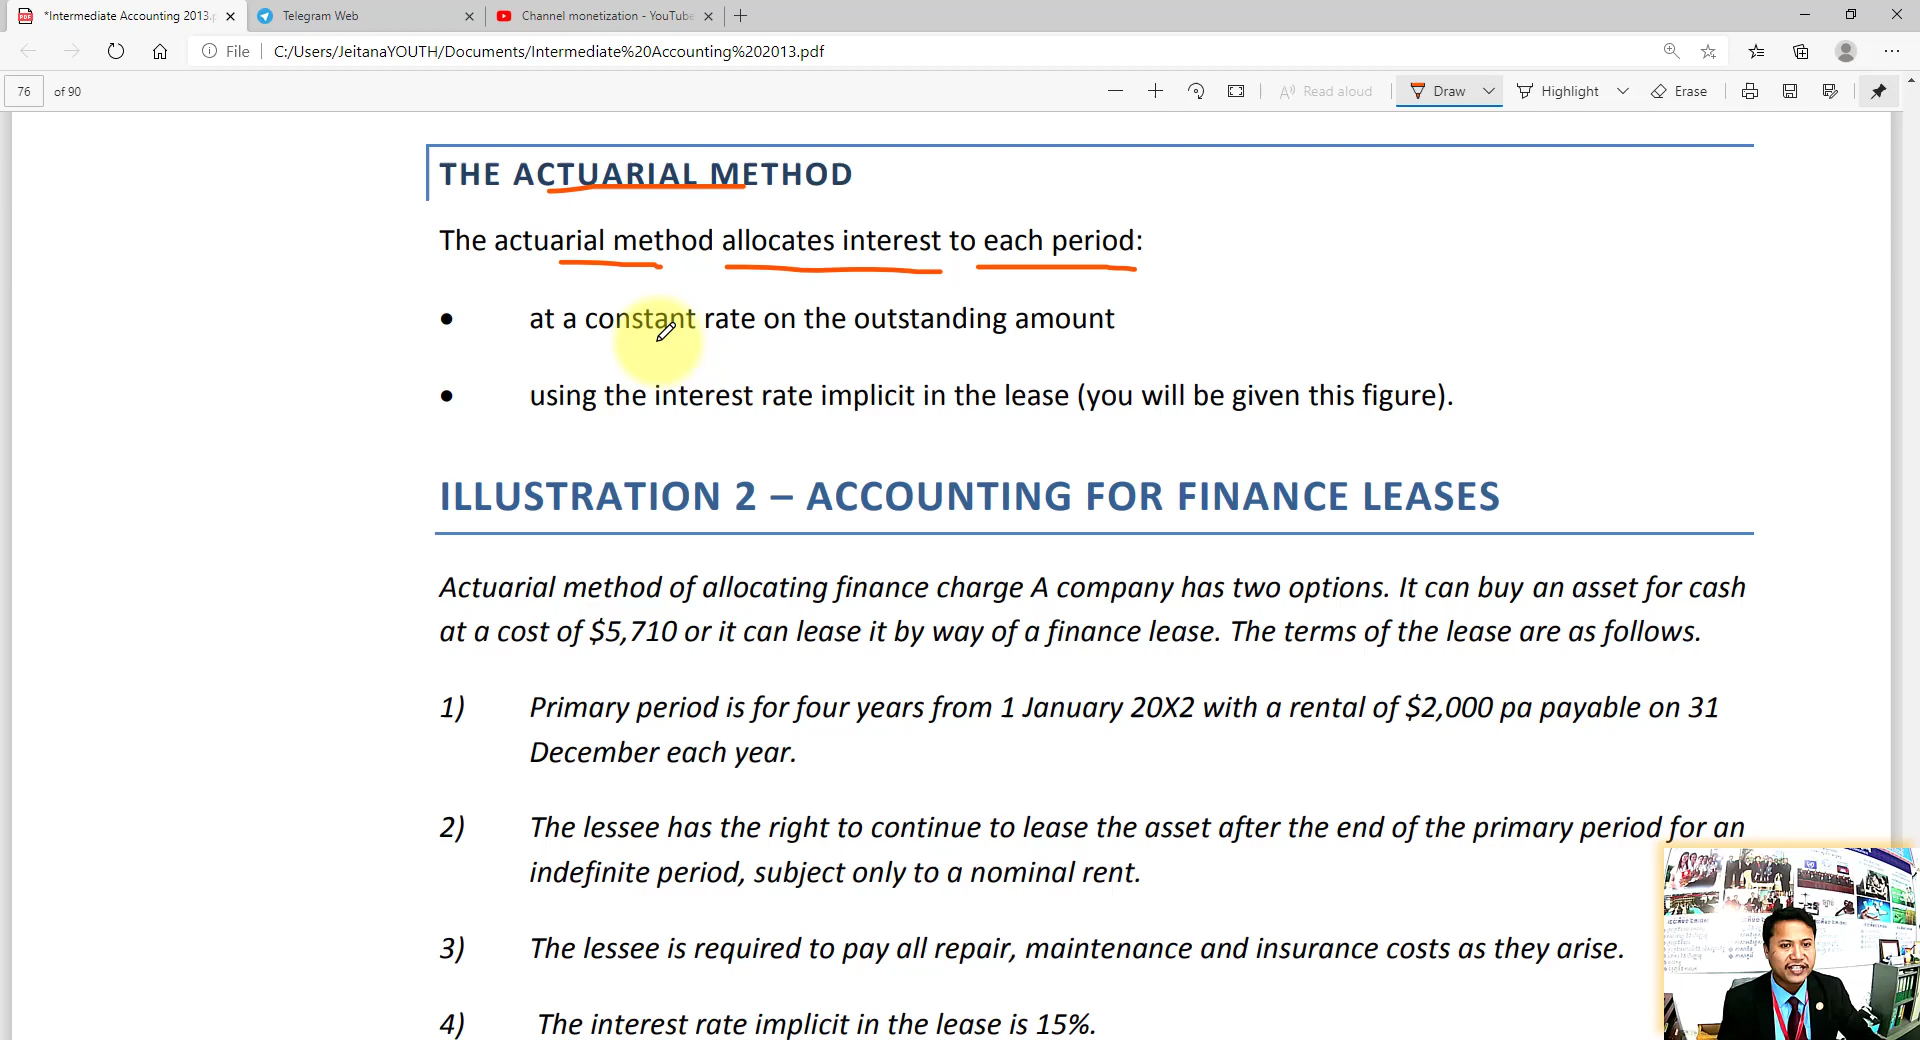 *Intermediate Accounting 2013.p
Telegram Web
Channel monetization - YouTube
File
C:/Users/JeitanaYOUTH/Documents/Intermediate%20Accounting%202013.pdf
76 of 90
Read aloud
Draw
Highlight
Erase
THE ACTUARIAL METHOD
The actuarial method allocates interest to each period:
• at a constant rate on the outstanding amount
• using the interest rate implicit in the lease (you will be given this figure).
ILLUSTRATION 2 – ACCOUNTING FOR FINANCE LEASES
Actuarial method of allocating finance charge A company has two options. It can buy an asset for cash
at a cost of $5,710 or it can lease it by way of a finance lease. The terms of the lease are as follows.
1) Primary period is for four years from 1 January 20X2 with a rental of $2,000 pa payable on 31
December each year.
2) The lessee has the right to continue to lease the asset after the end of the primary period for an
indefinite period, subject only to a nominal rent.
3) The lessee is required to pay all repair, maintenance and insurance costs as they arise.
4) The interest rate implicit in the lease is 15%.